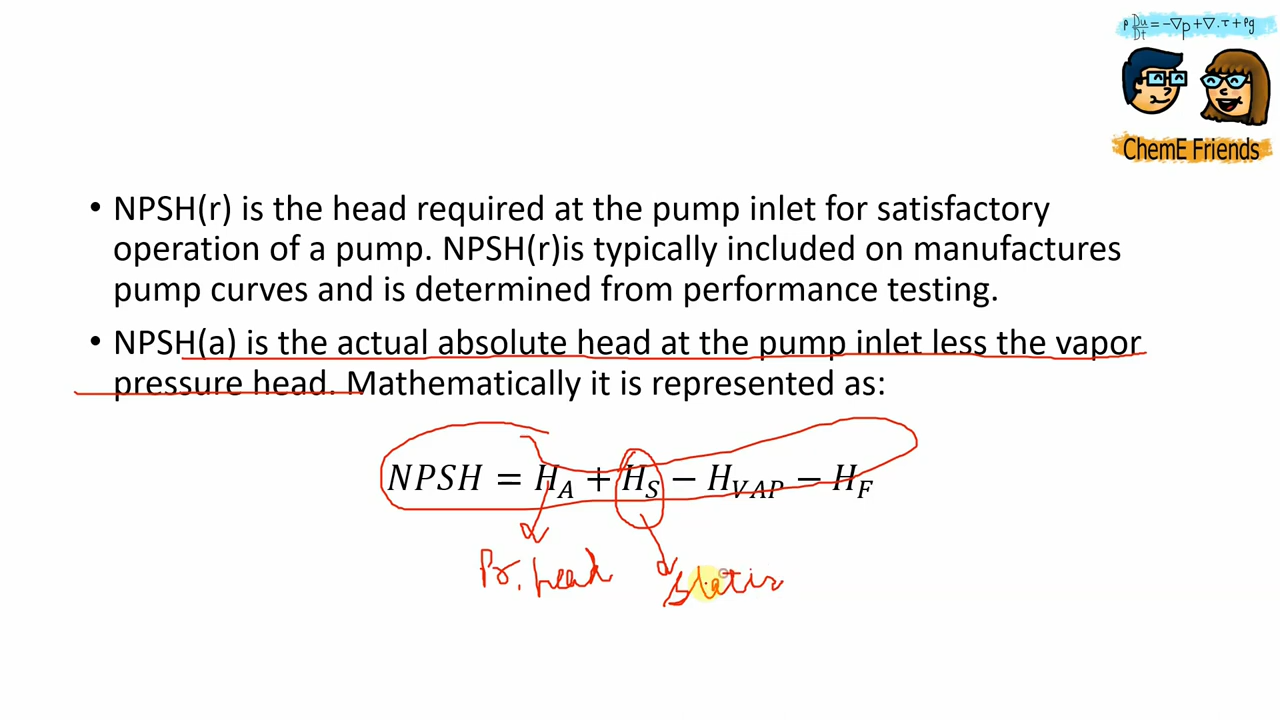 ρ Du/Dt = -∇p + ∇.τ + ρg
ChemE Friends
• NPSH(r) is the head required at the pump inlet for satisfactory
operation of a pump. NPSH(r)is typically included on manufactures
pump curves and is determined from performance testing.
• NPSH(a) is the actual absolute head at the pump inlet less the vapor
pressure head. Mathematically it is represented as:
NPSH = H_A + H_S − H_VAP − H_F
Pr. head
static